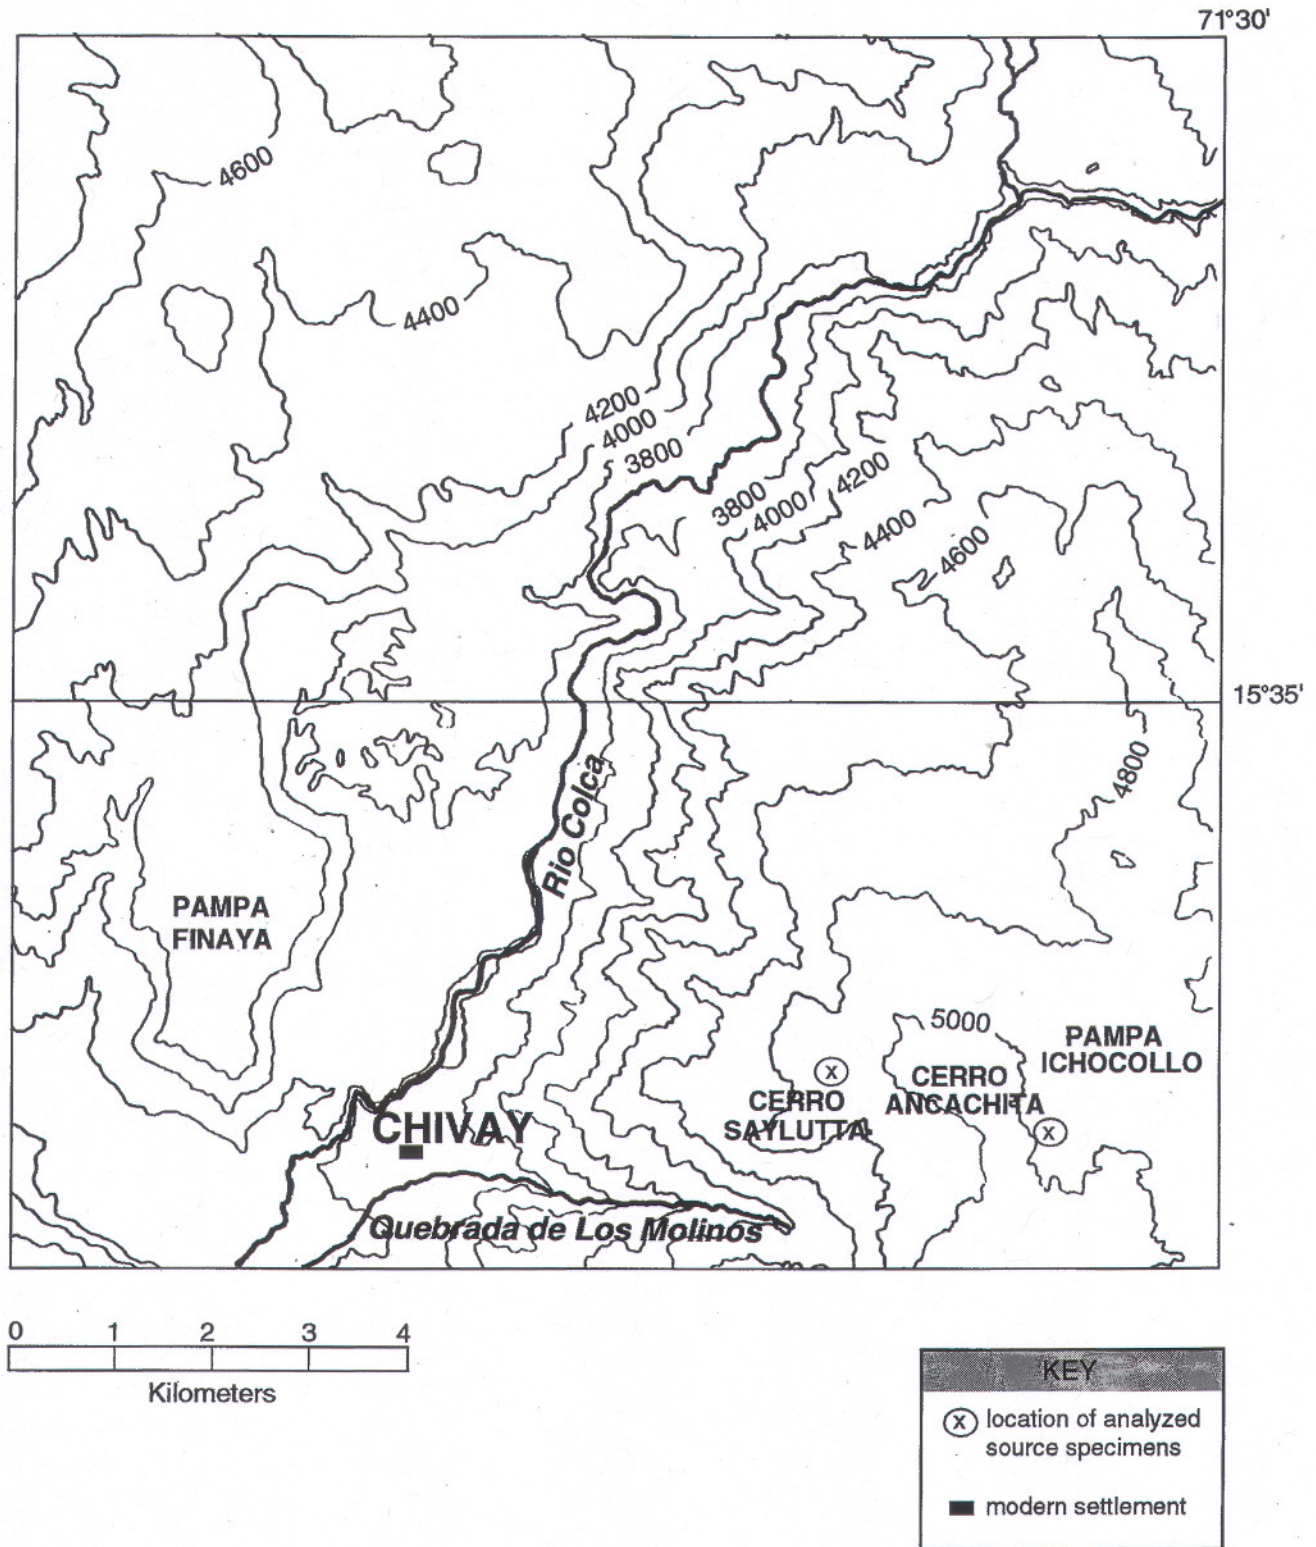 71°30'
4600
4400
4200
4000
3800
3800
4000
4200
4400
4600
15°35'
4800
Rio Colca
PAMPA
FINAYA
5000
PAMPA
ICHOCOLLO
CERRO
ANCACHITA
X
CERRO
SAYLUTTA
X
CHIVAY
Quebrada de Los Molinos
0 1 2 3 4
Kilometers
KEY
X location of analyzed
source specimens
modern settlement